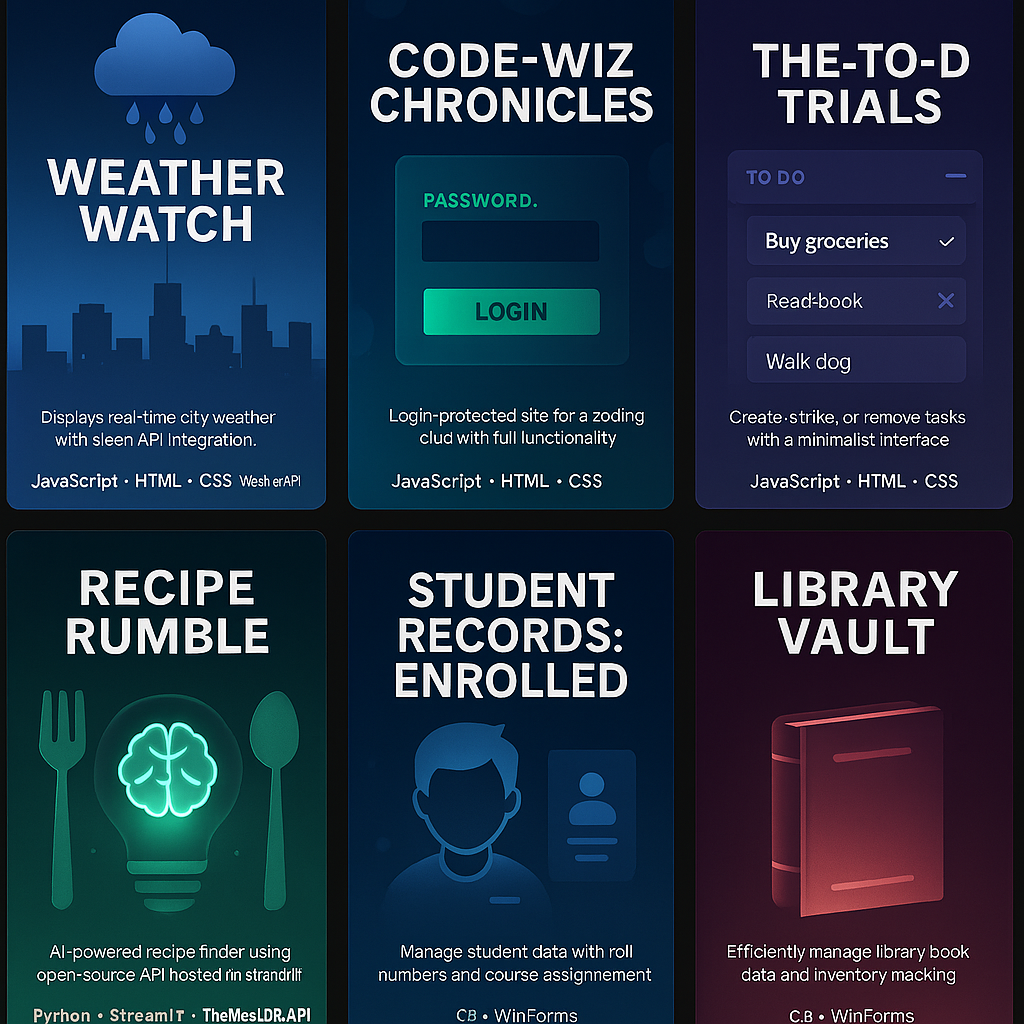 WEATHER
WATCH
Displays real-time city weather
with sleen API Integration.
JavaScript • HTML • CSS Wesh erAPI
CODE-WIZ
CHRONICLES
PASSWORD.
LOGIN
Login-protected site for a zoding
clud with full lunctionality
JavaScript • HTML • CSS
THE-TO-D
TRIALS
TO DO
Buy groceries
Read-book
Walk dog
Create·strike, or remove tasks
with a minimalist interface
JavaScript • HTML • CSS
RECIPE
RUMBLE
AI-powered recipe finder using
open-source API hosted
Pyrhon • StreamIT • TheMesLDR.API
STUDENT
RECORDS:
ENROLLED
Manage student data with roll
numbers and course assignnement
CB • WinForms
LIBRARY
VAULT
Efficiently manage library book
data and inventory macking
C.B • WinForms